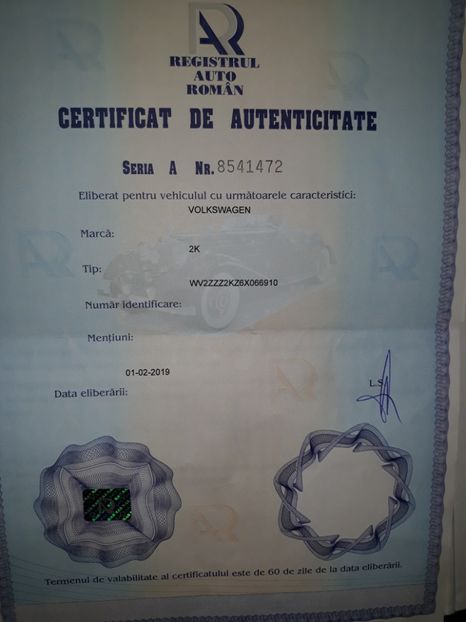 AR
REGISTRUL
AUTO
ROMÂN
CERTIFICAT DE AUTENTICITATE
SERIA A NR. 8541472
Eliberat pentru vehiculul cu următoarele caracteristici:
VOLKSWAGEN
Marcă:
2K
Tip:
WV2ZZZ2KZ6X066910
Număr identificare:
Mențiuni:
01-02-2019
L.S.
Data eliberării:
Termenul de valabilitate al certificatului este de 60 de zile de la data eliberării.